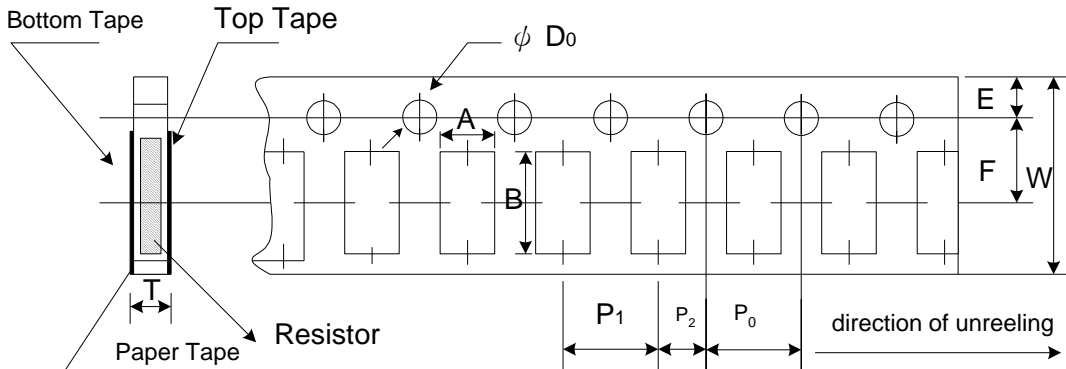 Bottom Tape
Top Tape
ψ D0
E
A
F
W
B
T
P1
P2
P0
Resistor
direction of unreeling
Paper Tape